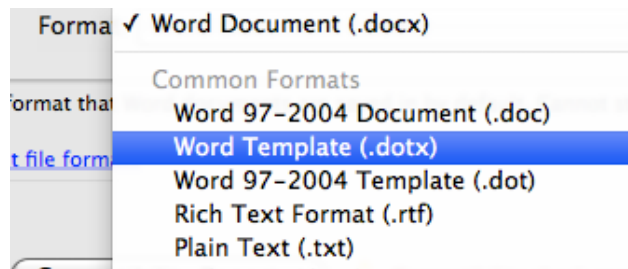 Forma ✓ Word Document (.docx)
Common Formats
format that
Word 97-2004 Document (.doc)
Word Template (.dotx)
t file form
Word 97-2004 Template (.dot)
Rich Text Format (.rtf)
Plain Text (.txt)